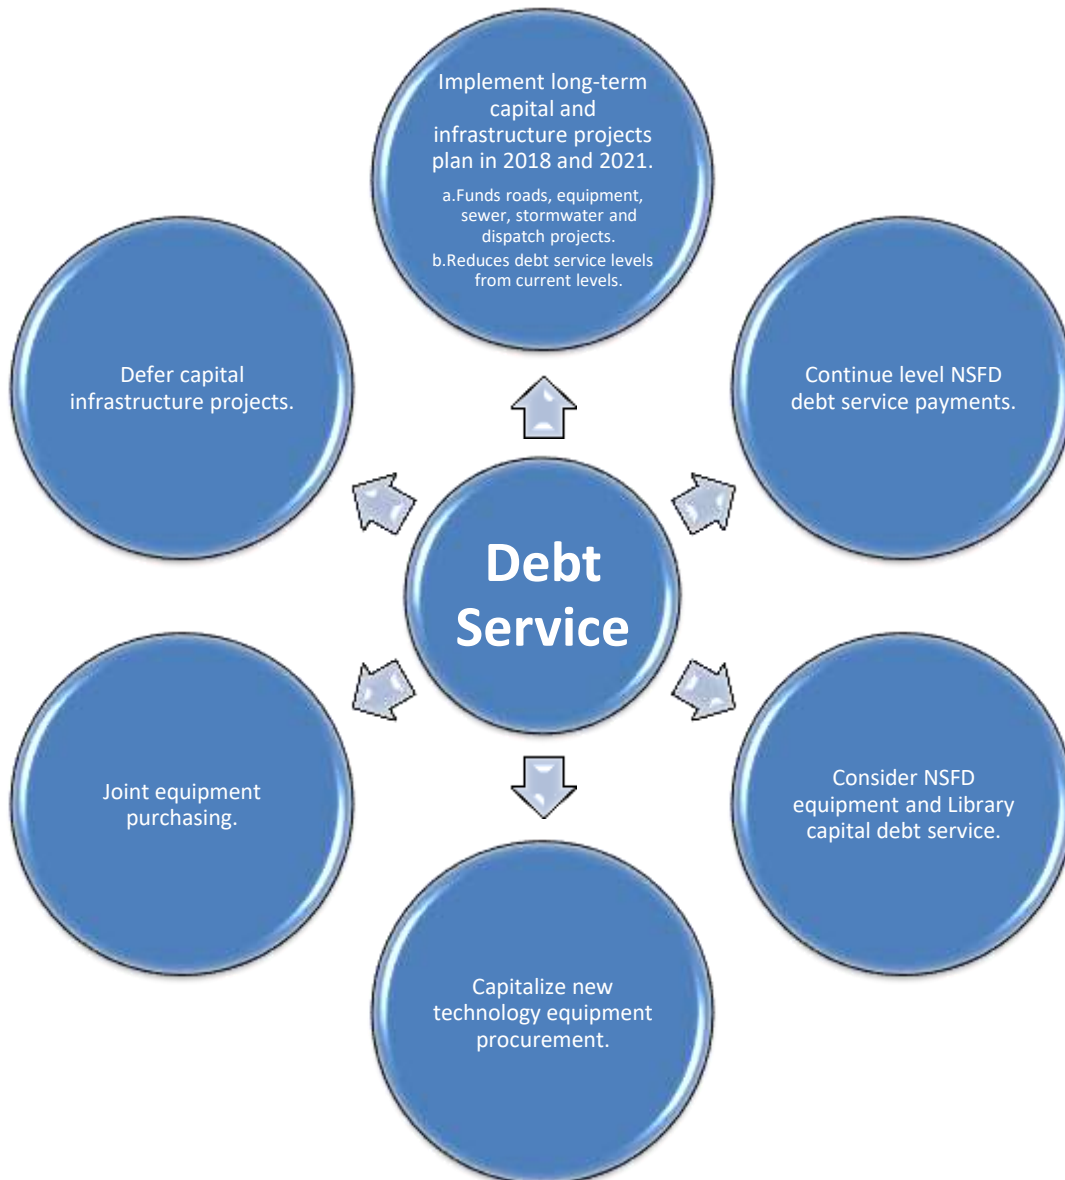 Implement long-term
capital and
infrastructure projects
plan in 2018 and 2021.
a.Funds roads, equipment,
sewer, stormwater and
dispatch projects.
b.Reduces debt service levels
from current levels.
Defer capital
infrastructure projects.
Continue level NSFD
debt service payments.
Debt
Service
Joint equipment
purchasing.
Consider NSFD
equipment and Library
capital debt service.
Capitalize new
technology equipment
procurement.